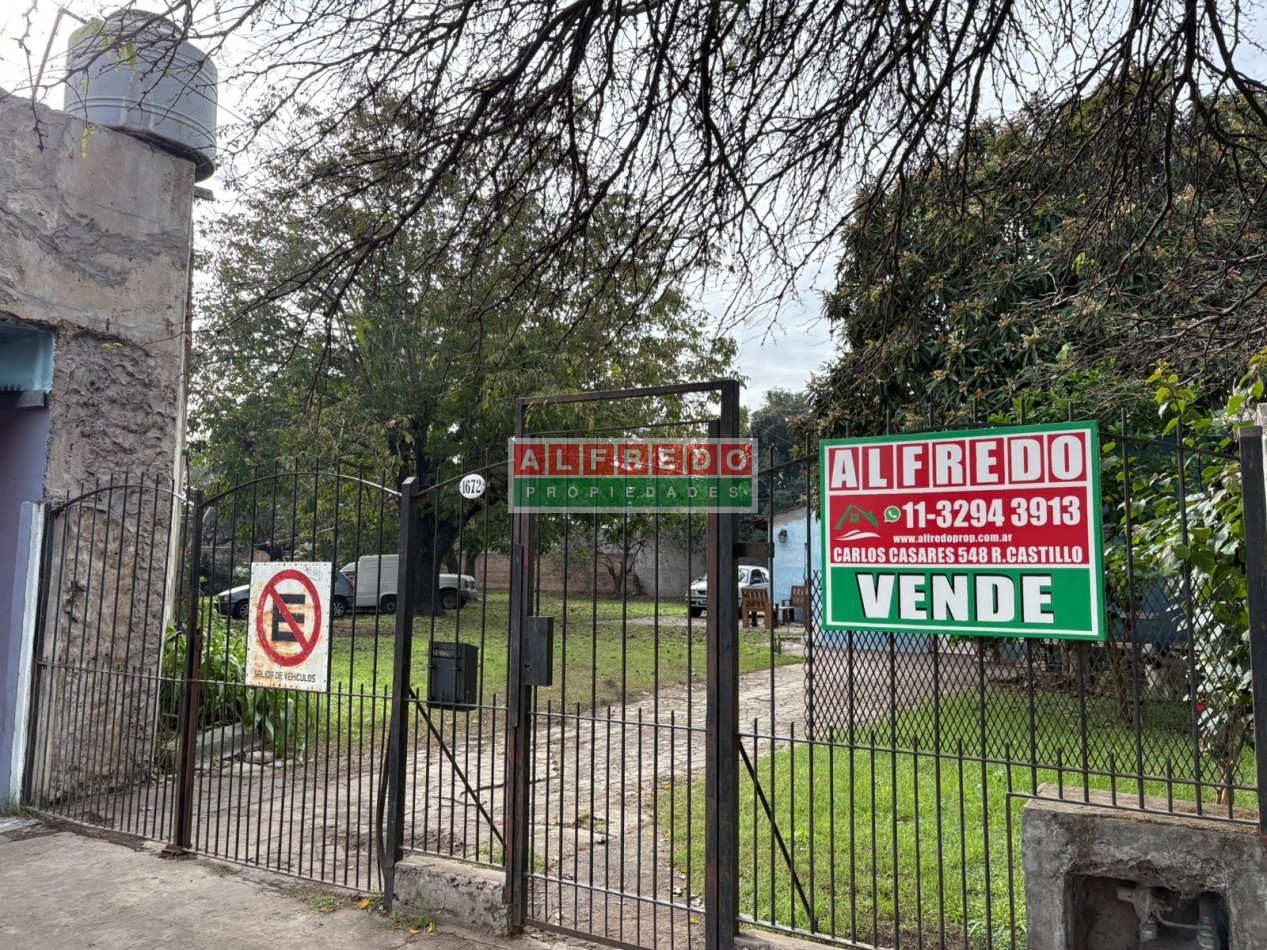 1672
ALFREDO
PROPIEDADES
E
SALIDA DE VEHICULOS
ALFREDO
11-3294 3913
www.alfredoprop.com.ar
CARLOS CASARES 548 R.CASTILLO
VENDE